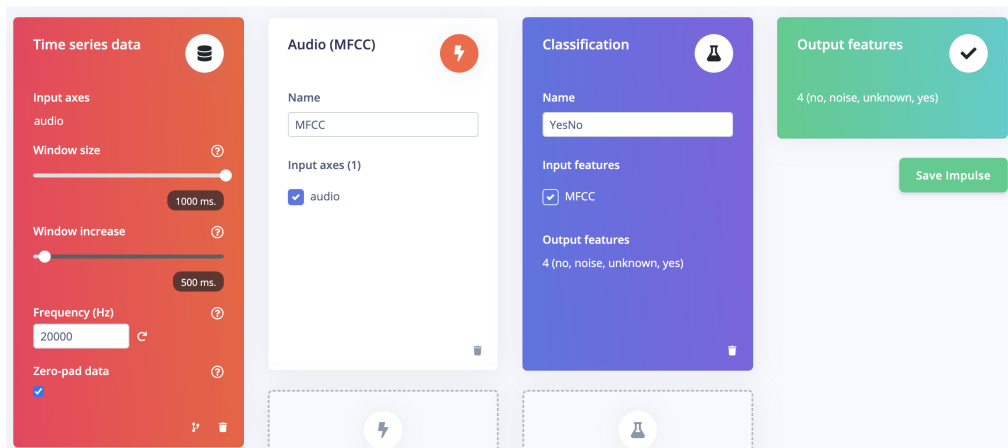 Time series data
Input axes
audio
Window size
1000 ms.
Window increase
500 ms.
Frequency (Hz)
20000
Zero-pad data
Audio (MFCC)
Name
MFCC
Input axes (1)
audio
Classification
Name
YesNo
Input features
MFCC
Output features
4 (no, noise, unknown, yes)
Output features
4 (no, noise, unknown, yes)
Save Impulse